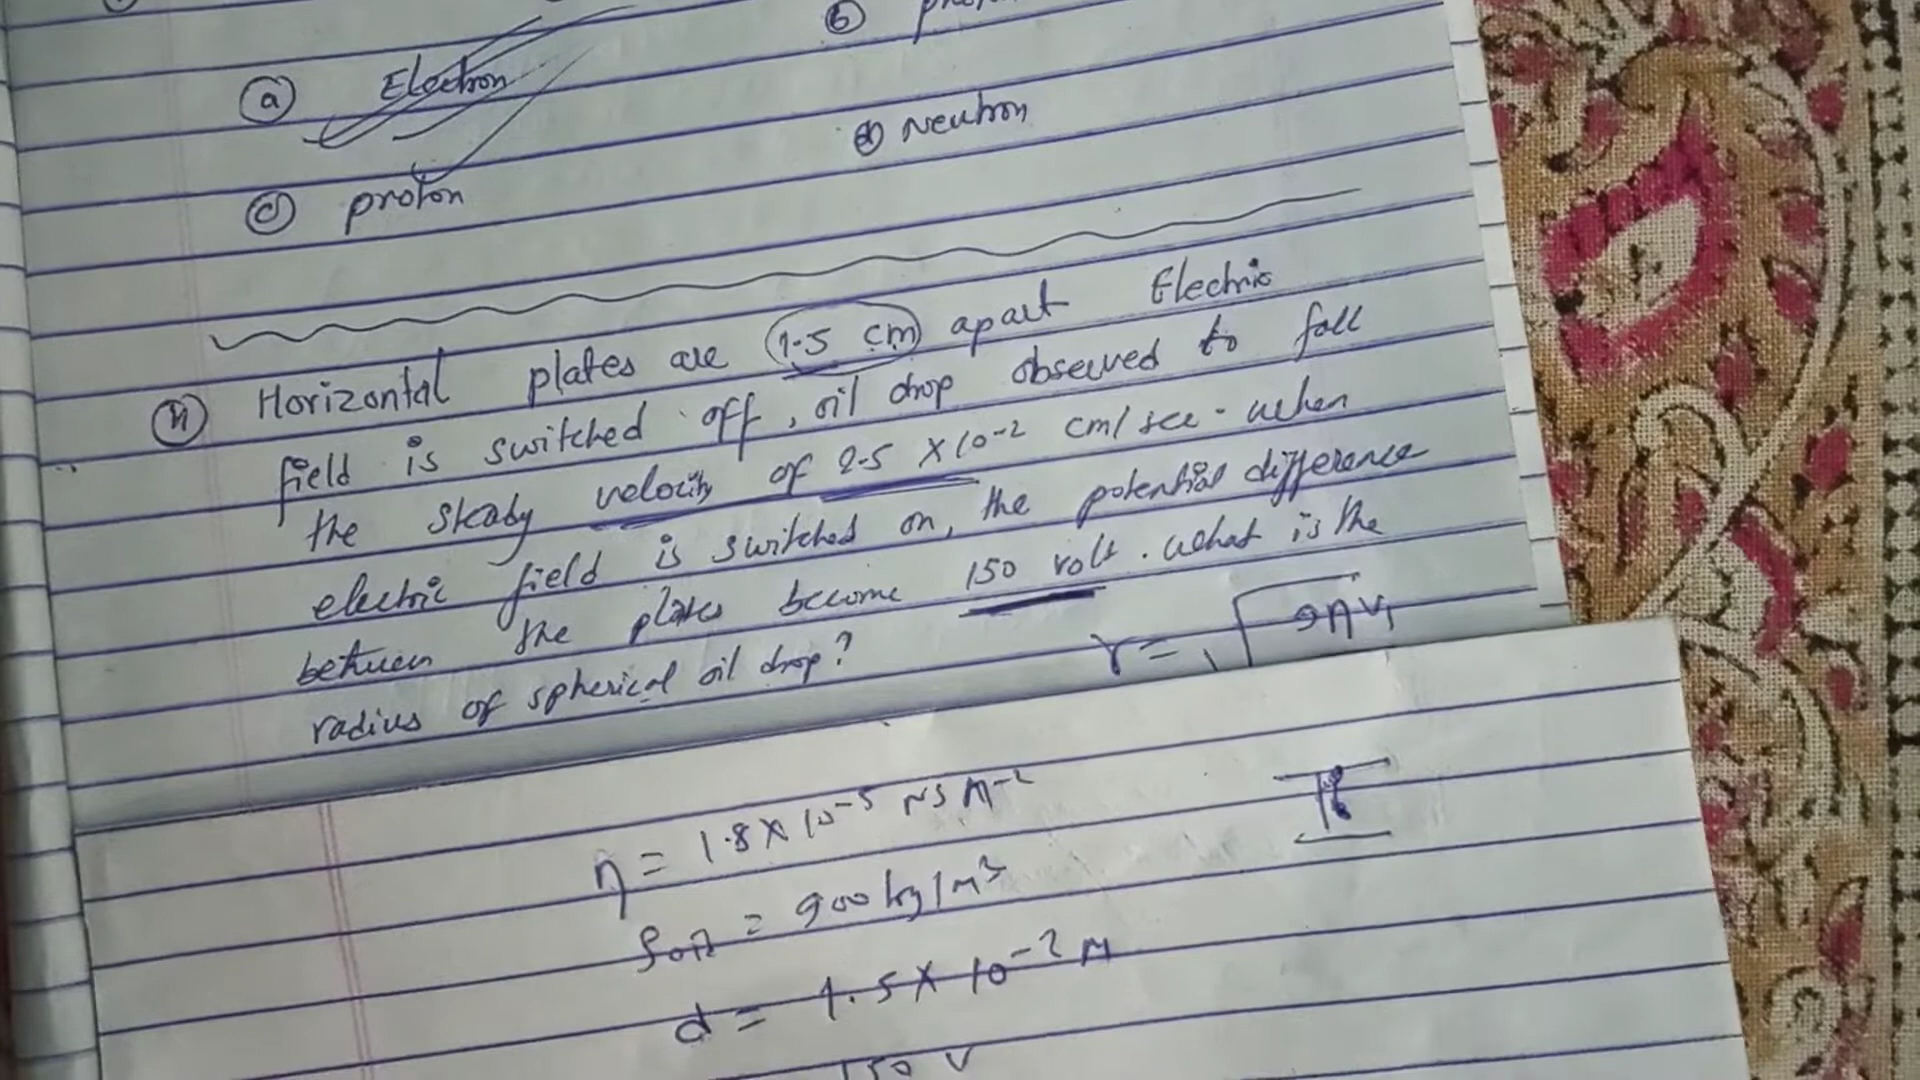 (b)
(a) Electron
(d) Neutron
(c) proton
(n) Horizontal plates are 1.5 cm apart Electric
field is switched off, oil drop observed to fall
the steady velocity of 2.5 X 10-2 cm/sec. when
electric field is switched on, the potential difference
between the plates become 150 volt. what is the
radius of spherical oil drop?
r = √9ηv1
η = 1.8 X 10-5 NS M-2
ρoil = 900 kg/m3
d = 1.5 X 10-2 M
150 V